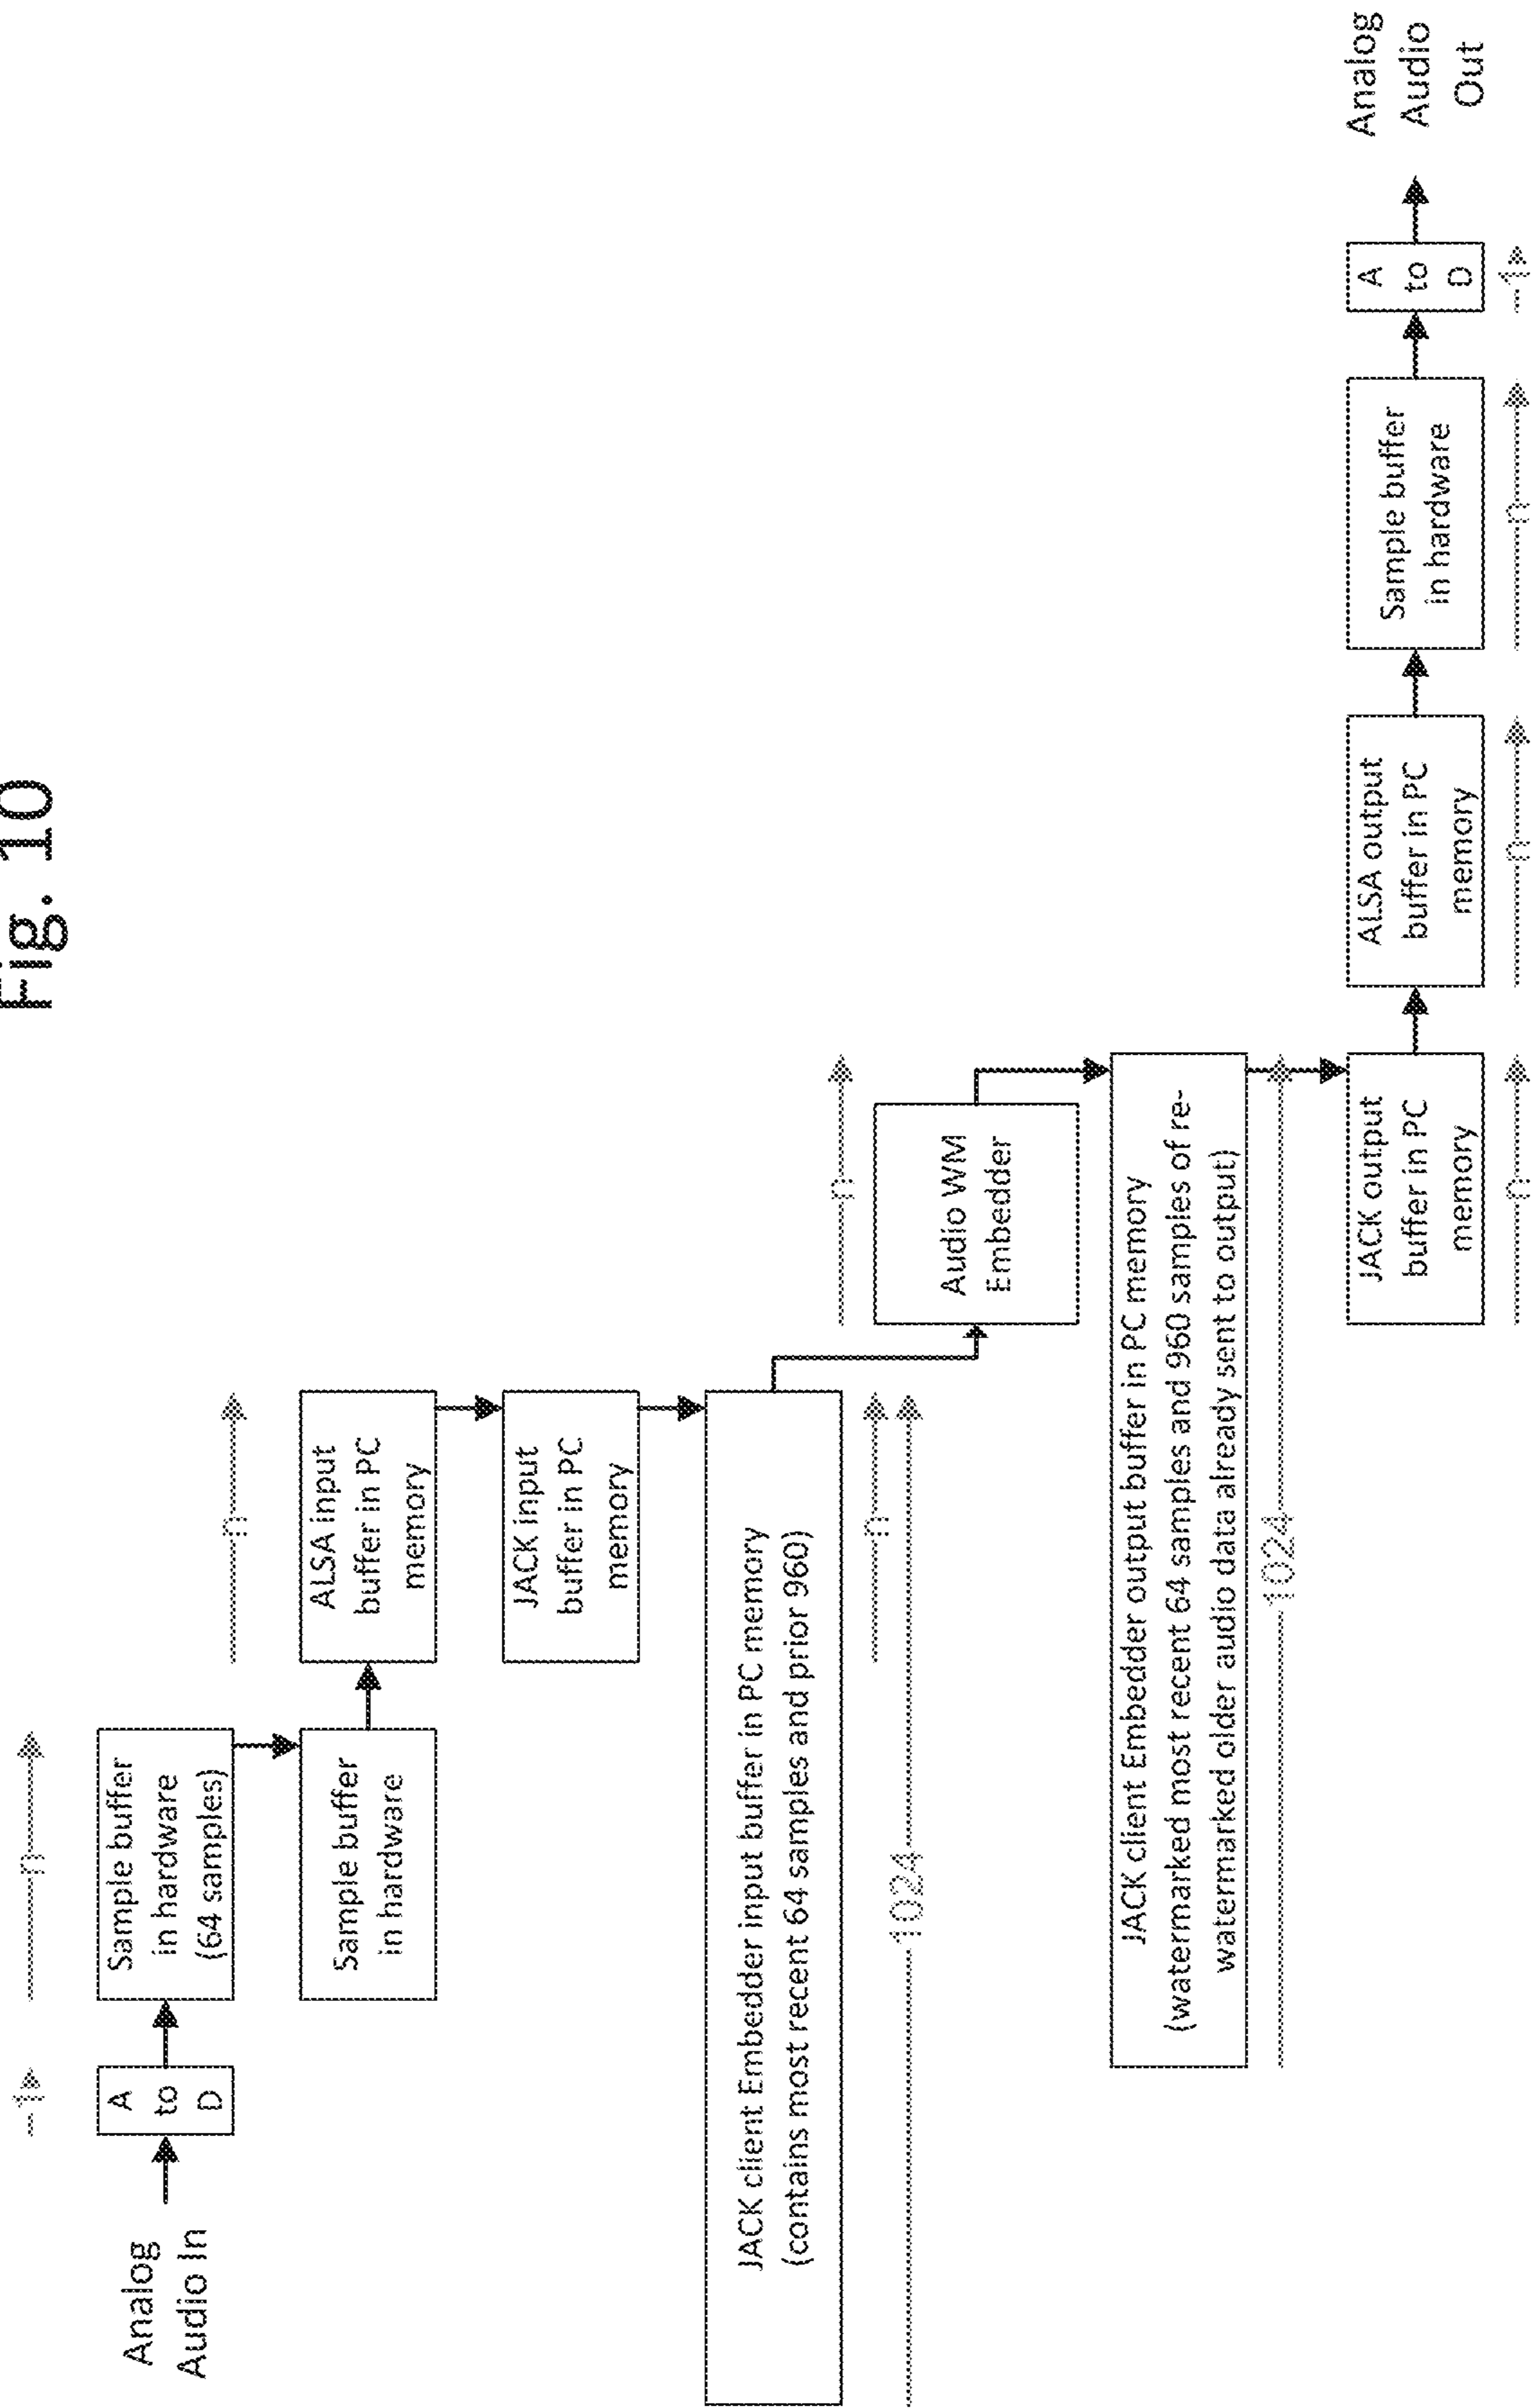 Fig. 10
Analog
Audio In
1
A
to
D
n
Sample buffer
in hardware
(64 samples)
Sample buffer
in hardware
n
ALSA input
buffer in PC
memory
JACK input
buffer in PC
memory
JACK client Embedder input buffer in PC memory
(contains most recent 64 samples and prior 960)
n
1024
n
Audio WM
Embedder
JACK client Embedder output buffer in PC memory
(watermarked most recent 64 samples and 960 samples of re-
watermarked older audio data already sent to output)
1024
JACK output
buffer in PC
memory
n
ALSA output
buffer in PC
memory
n
Sample buffer
in hardware
n
A
to
D
1
Analog
Audio
Out